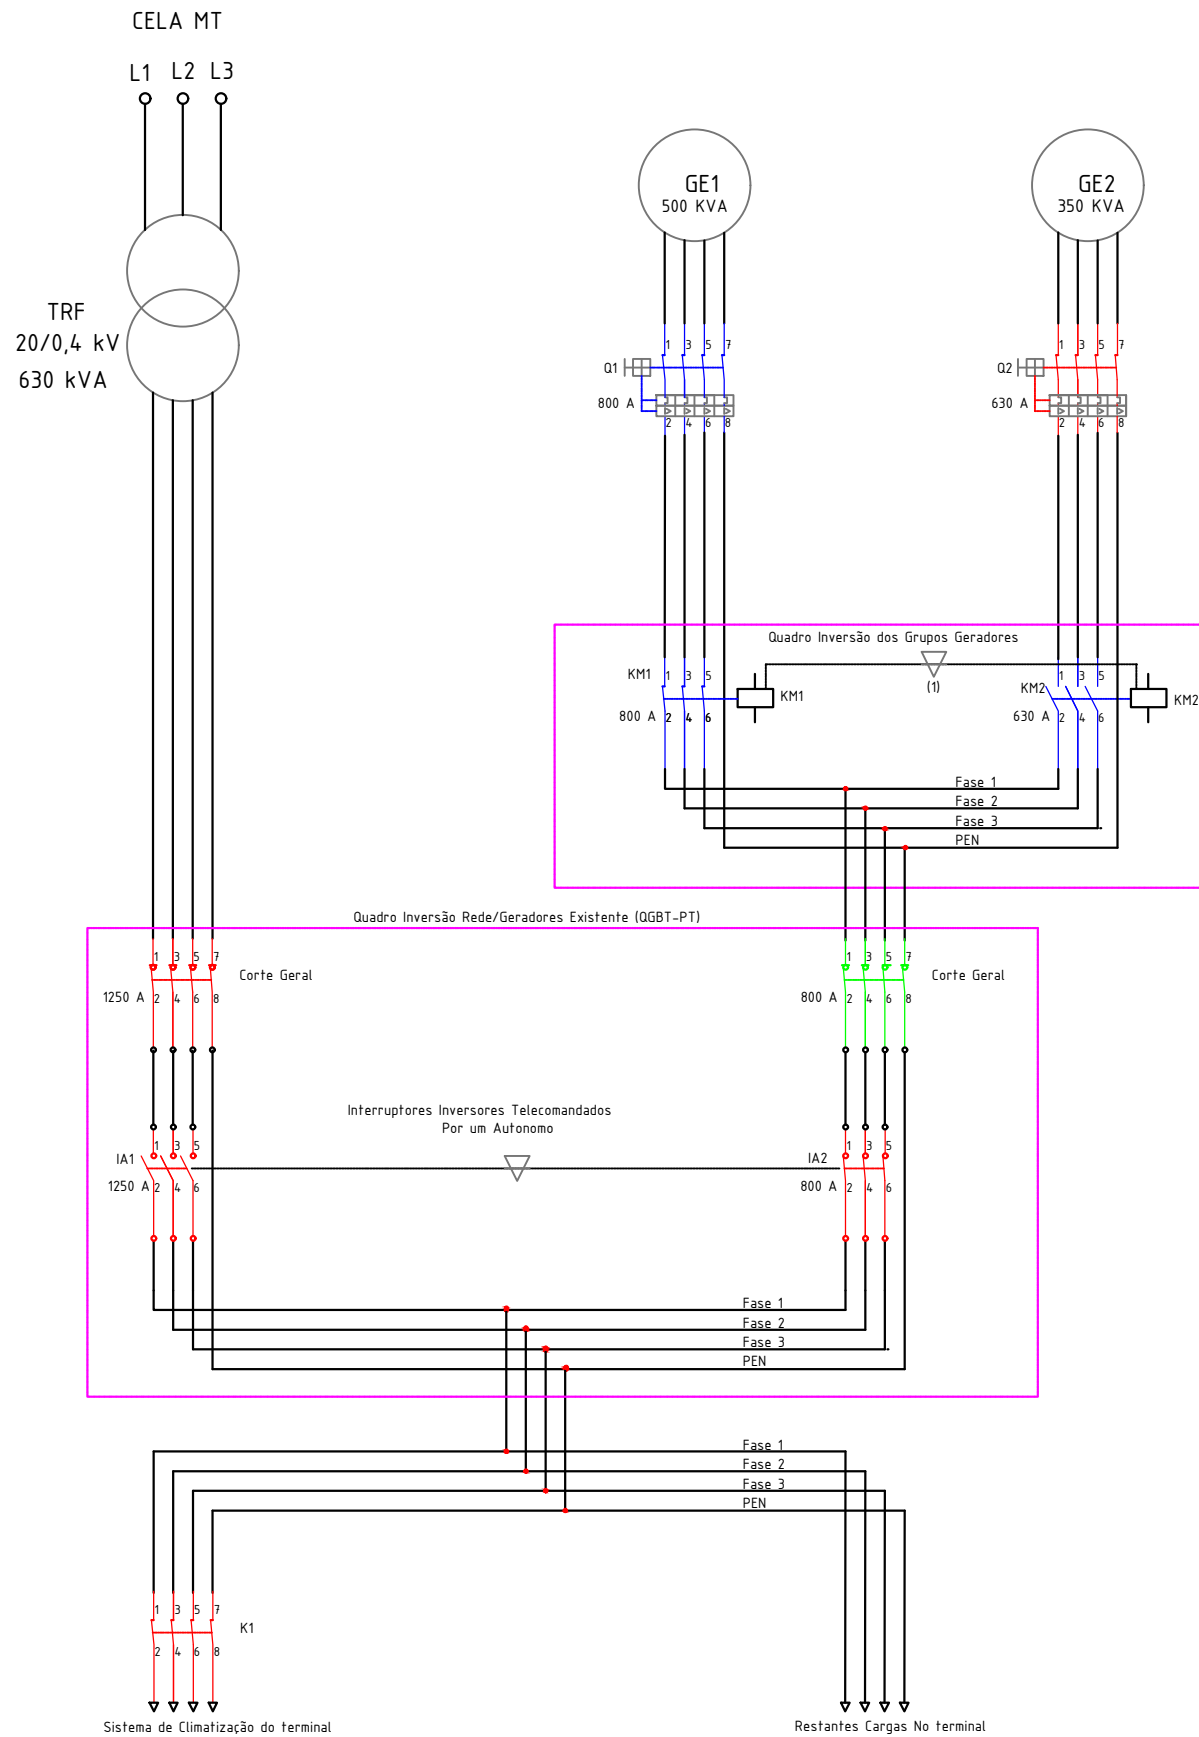 CELA MT
L1 L2 L3
GE1
500 KVA
GE2
350 KVA
TRF
20/0,4 kV
630 kVA
1 3 5 7
Q1
800 A
2 4 6 8
1 3 5 7
Q2
630 A
2 4 6 8
Quadro Inversão dos Grupos Geradores
KM1
1 3 5
KM1
800 A
2 4 6
(1)
KM2
1 3 5
KM2
630 A
2 4 6
Fase 1
Fase 2
Fase 3
PEN
Quadro Inversão Rede/Geradores Existente (QGBT-PT)
1 3 5 7
Corte Geral
1250 A
2 4 6 8
1 3 5 7
Corte Geral
800 A
2 4 6 8
Interruptores Inversores Telecomandados
Por um Autonomo
IA1
1 3 5
1250 A
2 4 6
IA2
1 3 5
800 A
2 4 6
Fase 1
Fase 2
Fase 3
PEN
Fase 1
Fase 2
Fase 3
PEN
1 3 5 7
K1
2 4 6 8
Sistema de Climatização do terminal
Restantes Cargas No terminal